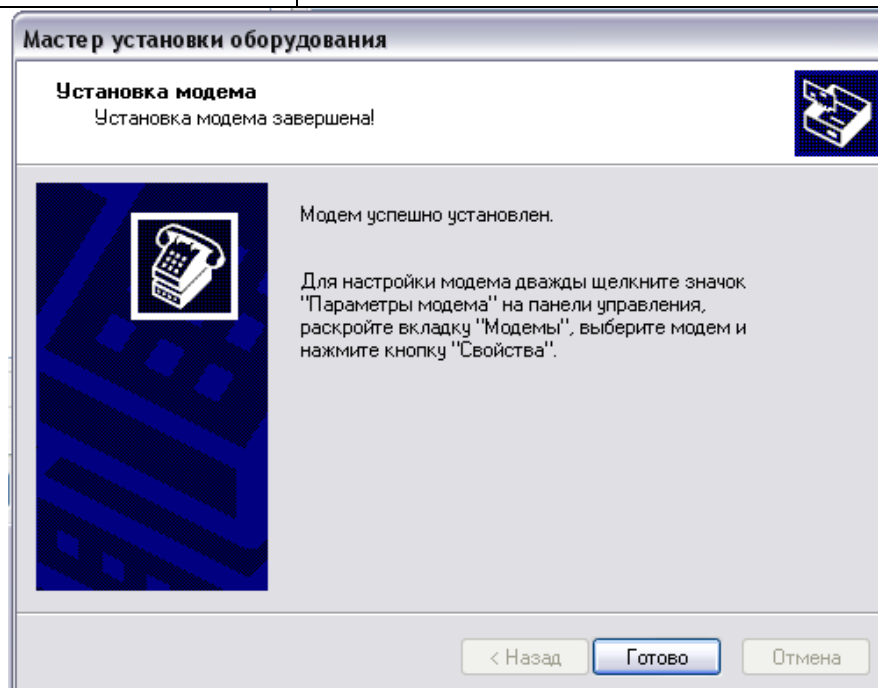 Мастер установки оборудования
Установка модема
Установка модема завершена!
Модем успешно установлен.
Для настройки модема дважды щелкните значок
"Параметры модема" на панели управления,
раскройте вкладку "Модемы", выберите модем и
нажмите кнопку "Свойства".
< Назад
Готово
Отмена